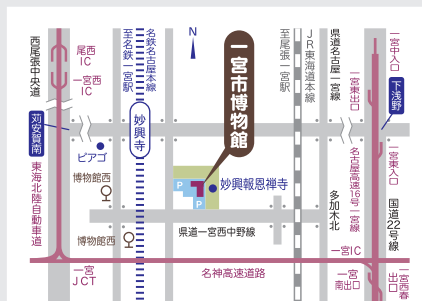 西尾張中央道
尾西
IC
一宮西
IC
至名鉄一宮駅
名鉄名古屋本線
N
一宮市博物館
至尾張一宮駅
JR東海道本線
県道名古屋一宮線
一宮中入口
一宮東出口
下浅野
苅安賀南
妙興寺
ピアゴ
博物館西
P
P
P
妙興報恩禅寺
名古屋高速16号一宮線
一宮東入口
東海北陸自動車道
博物館西
県道一宮西中野線
多加木北
国道22号線
一宮IC
一宮
JCT
名神高速道路
一宮
南出口
一宮西春
出口